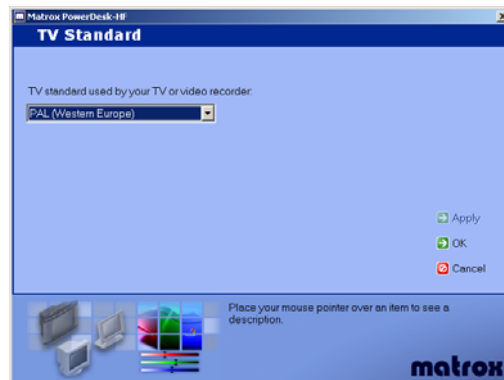 Matrox PowerDesk-HF
TV Standard
TV standard used by your TV or video recorder:
PAL (Western Europe)
Apply
OK
Cancel
Place your mouse pointer over an item to see a
description.
matrox